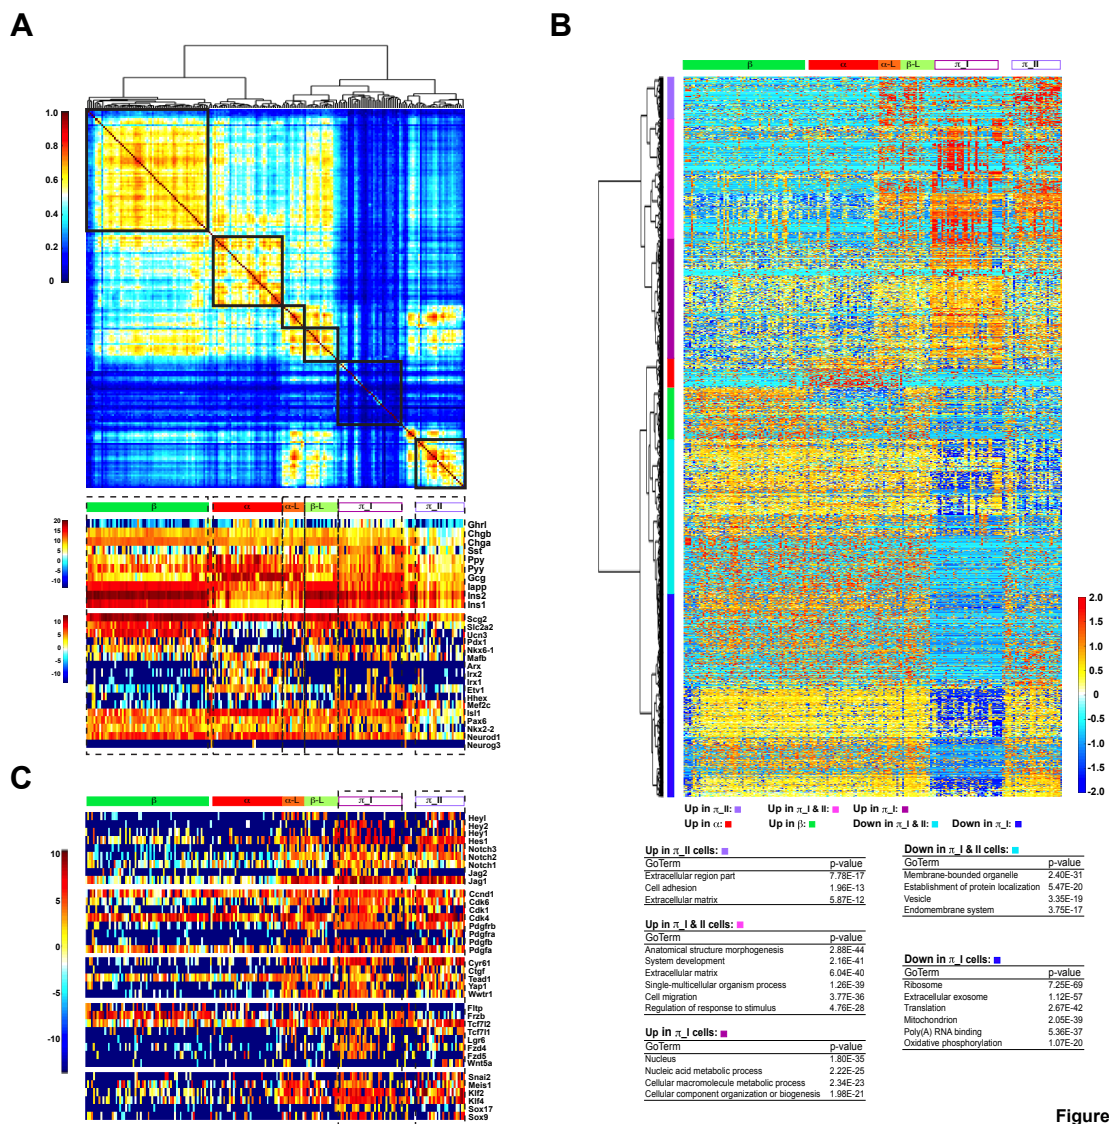 A
1.0
0.8
0.6
0.4
0.2
0
β
α
α-L
β-L
π_I
π_II
20
15
10
5
0
-5
-10
Ghrl
Chgb
Chga
Sst
Ppy
Pyy
Gcg
Iapp
Ins2
Ins1
10
5
0
-5
-10
Scg2
Slc2a2
Ucn3
Pdx1
Nkx6-1
Mafb
Arx
Irx2
Irx1
Etv1
Hhex
Mef2c
Isl1
Pax6
Nkx2-2
Neurod1
Neurog3
C
β
α
α-L
β-L
π_I
π_II
10
5
0
-5
-10
Heyl
Hey2
Hey1
Hes1
Notch3
Notch2
Notch1
Jag2
Jag1
Ccnd1
Cdk6
Cdk1
Cdk4
Pdgfrb
Pdgfra
Pdgfb
Pdgfa
Cyr61
Ctgf
Tead1
Yap1
Wwtr1
Fltp
Frzb
Tcf7l2
Tcf7l1
Lgr6
Fzd4
Fzd5
Wnt5a
Snai2
Meis1
Klf2
Klf4
Sox17
Sox9
B
β
α
α-L
β-L
π_I
π_II
2.0
1.5
1.0
0.5
0
-0.5
-1.0
-1.5
-2.0
Up in π_II: Up in π_I & II: Up in π_I:
Up in α: Up in β: Down in π_I & II: Down in π_I:
Up in π_II cells:
GoTerm p-value
Extracellular region part 7.78E-17
Cell adhesion 1.96E-13
Extracellular matrix 5.87E-12
Up in π_I & II cells:
GoTerm p-value
Anatomical structure morphogenesis 2.88E-44
System development 2.16E-41
Extracellular matrix 6.04E-40
Single-multicellular organism process 1.26E-39
Cell migration 3.77E-36
Regulation of response to stimulus 4.76E-28
Up in π_I cells:
GoTerm p-value
Nucleus 1.80E-35
Nucleic acid metabolic process 2.22E-25
Cellular macromolecule metabolic process 2.34E-23
Cellular component organization or biogenesis 1.98E-21
Down in π_I & II cells:
GoTerm p-value
Membrane-bounded organelle 2.40E-31
Establishment of protein localization 5.47E-20
Vesicle 3.35E-19
Endomembrane system 3.75E-17
Down in π_I cells:
GoTerm p-value
Ribosome 7.25E-69
Extracellular exosome 1.12E-57
Translation 2.67E-42
Mitochondrion 2.05E-39
Poly(A) RNA binding 5.36E-37
Oxidative phosphorylation 1.07E-20
Figure